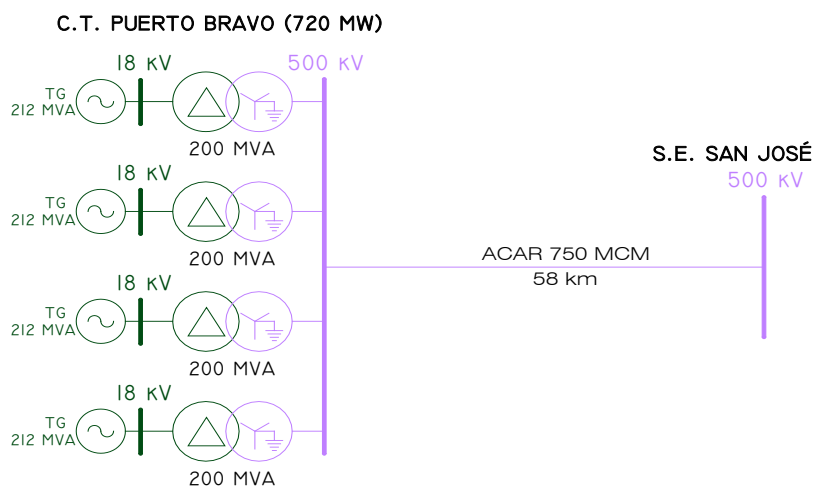 C.T. PUERTO BRAVO (720 MW)
18 KV
500 KV
TG
212 MVA
200 MVA
18 KV
TG
212 MVA
200 MVA
18 KV
TG
212 MVA
200 MVA
18 KV
TG
212 MVA
200 MVA
ACAR 750 MCM
58 km
S.E. SAN JOSÉ
500 KV